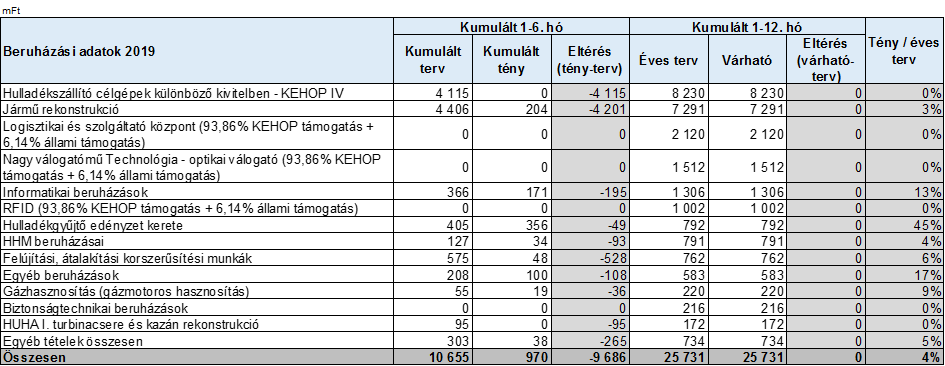 mFt
Beruházási adatok 2019 Kumulált 1-6. hó Kumulált 1-12. hó Tény / éves terv
Kumulált terv Kumulált tény Eltérés (tény-terv) Éves terv Várható Eltérés (várható-terv)
Hulladékszállító célgépek különböző kivitelben - KEHOP IV 4 115 0 -4 115 8 230 8 230 0 0%
Jármű rekonstrukció 4 406 204 -4 201 7 291 7 291 0 3%
Logisztikai és szolgáltató központ (93,86% KEHOP támogatás +
6,14% állami támogatás) 0 0 0 2 120 2 120 0 0%
Nagy válogatómű Technológia - optikai válogató (93,86% KEHOP
támogatás + 6,14% állami támogatás) 0 0 0 1 512 1 512 0 0%
Informatikai beruházások 366 171 -195 1 306 1 306 0 13%
RFID (93,86% KEHOP támogatás + 6,14% állami támogatás) 0 0 0 1 002 1 002 0 0%
Hulladékgyűjtő edényzet kerete 405 356 -49 792 792 0 45%
HHM beruházásai 127 34 -93 791 791 0 4%
Felújítási, átalakítási korszerűsítési munkák 575 48 -528 762 762 0 6%
Egyéb beruházások 208 100 -108 583 583 0 17%
Gázhasznosítás (gázmotoros hasznosítás) 55 19 -36 220 220 0 9%
Biztonságtechnikai beruházások 0 0 0 216 216 0 0%
HUHA I. turbinacsere és kazán rekonstrukció 95 0 -95 172 172 0 0%
Egyéb tételek összesen 303 38 -265 734 734 0 5%
Összesen 10 655 970 -9 686 25 731 25 731 0 4%